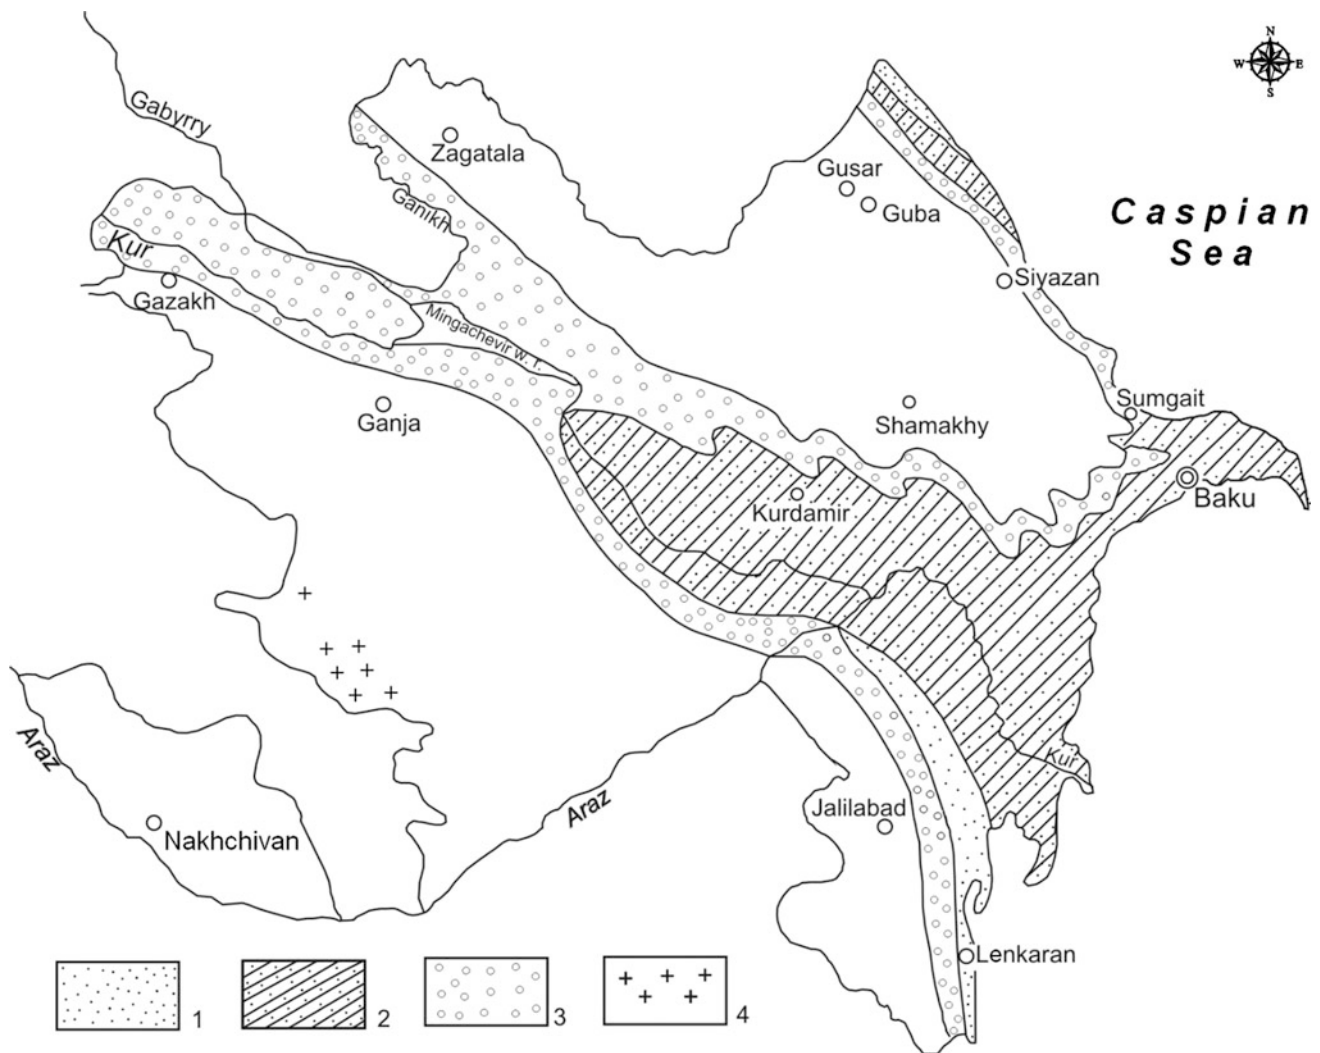 N
W E
S
Gabyrry
Zagatala
Gusar
Guba
Caspian
Sea
Ganikh
Kur
Gazakh
Siyazan
Mingachevir w. r.
Ganja
Shamakhy
Sumgait
Kurdamir
Baku
Araz
Kur
Araz
Jalilabad
Nakhchivan
Lenkaran
1 2 3 4